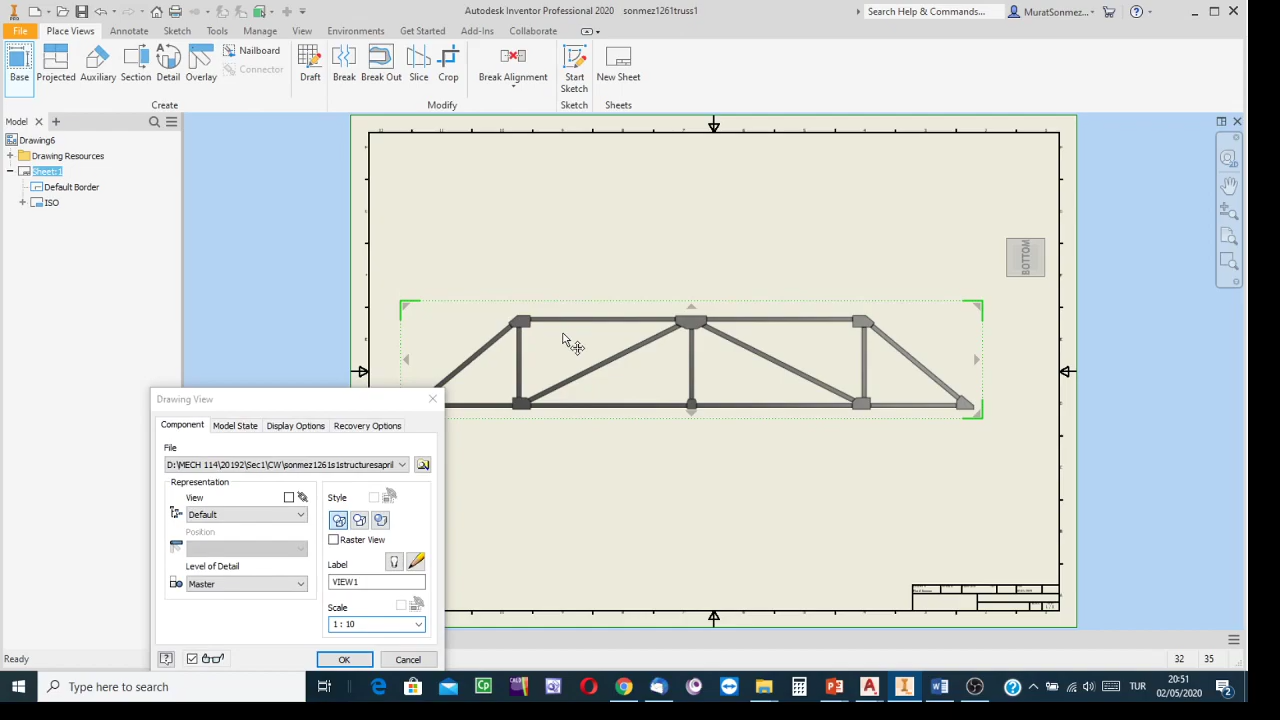 PRO
Autodesk Inventor Professional 2020 sonmez1261truss1
Search Help & Commands...
MuratSonmez...
File Place Views Annotate Sketch Tools Manage View Environments Get Started Add-Ins Collaborate
Base Projected Auxiliary Section Detail Overlay
Nailboard
Connector
Draft
Break Break Out Slice Crop
Break Alignment
Start
Sketch
New Sheet
Create Modify Sketch Sheets
Model
Drawing6
Drawing Resources
Sheet:1
Default Border
ISO
BOTTOM
Drawing View
Component Model State Display Options Recovery Options
File
D:\MECH 114\20192\Sec1\CW\sonmez1261s1structuresapril
Representation
View
Default
Position
Level of Detail
Master
Style
Raster View
Label
VIEW1
Scale
1 : 10
OK Cancel
Ready
32 35
Type here to search
TUR
20:51
02/05/2020
2